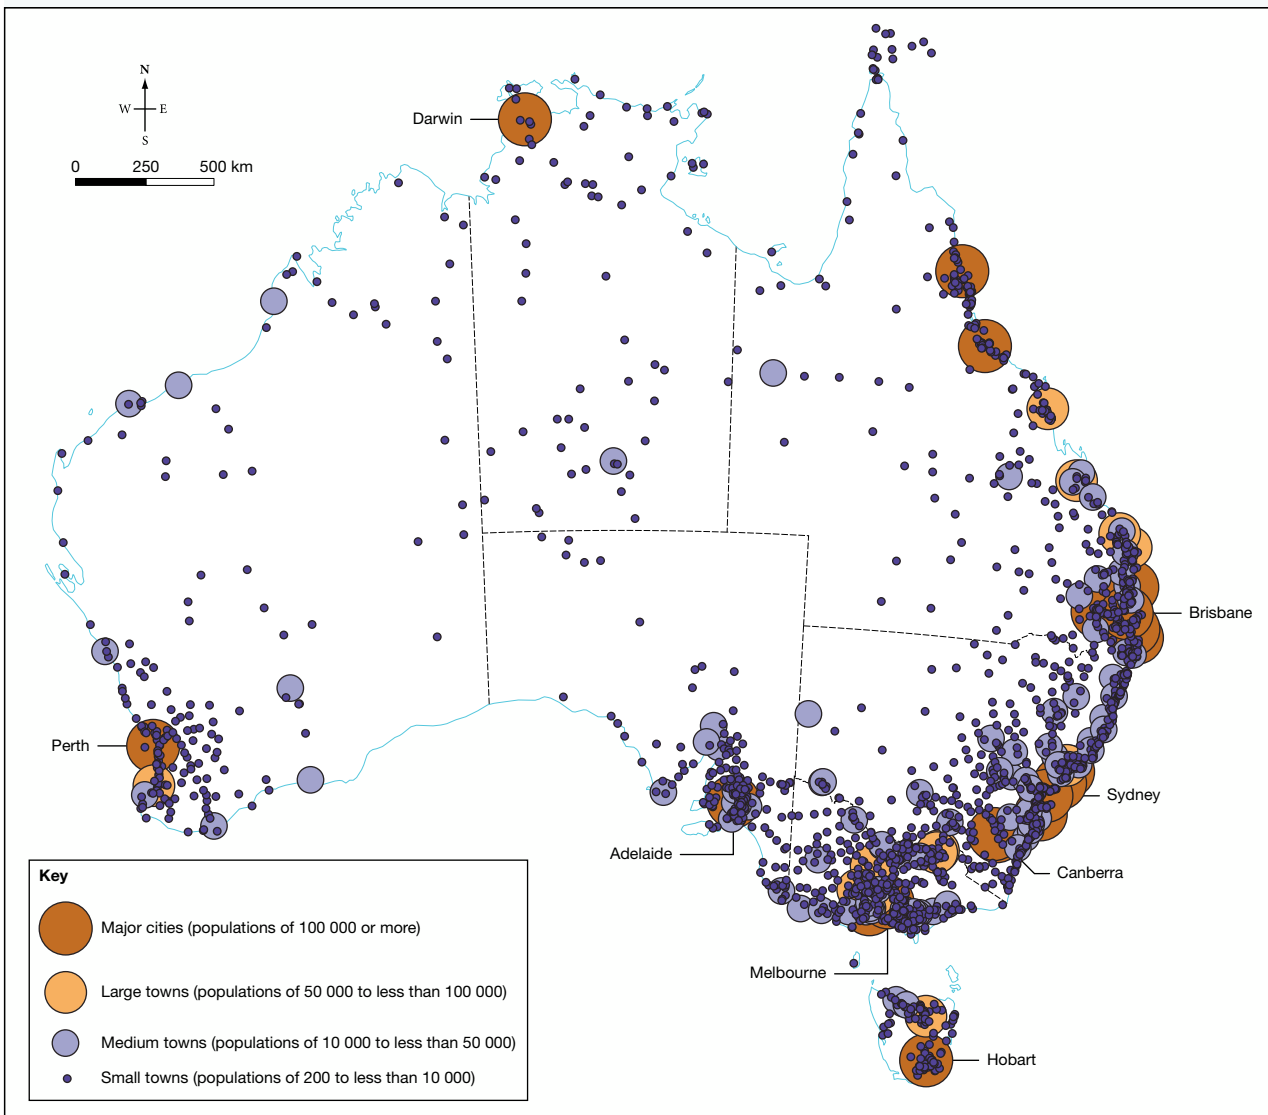 N
W E
S
0 250 500 km
Darwin
Brisbane
Perth
Sydney
Adelaide
Canberra
Melbourne
Hobart
Key
Major cities (populations of 100 000 or more)
Large towns (populations of 50 000 to less than 100 000)
Medium towns (populations of 10 000 to less than 50 000)
Small towns (populations of 200 to less than 10 000)